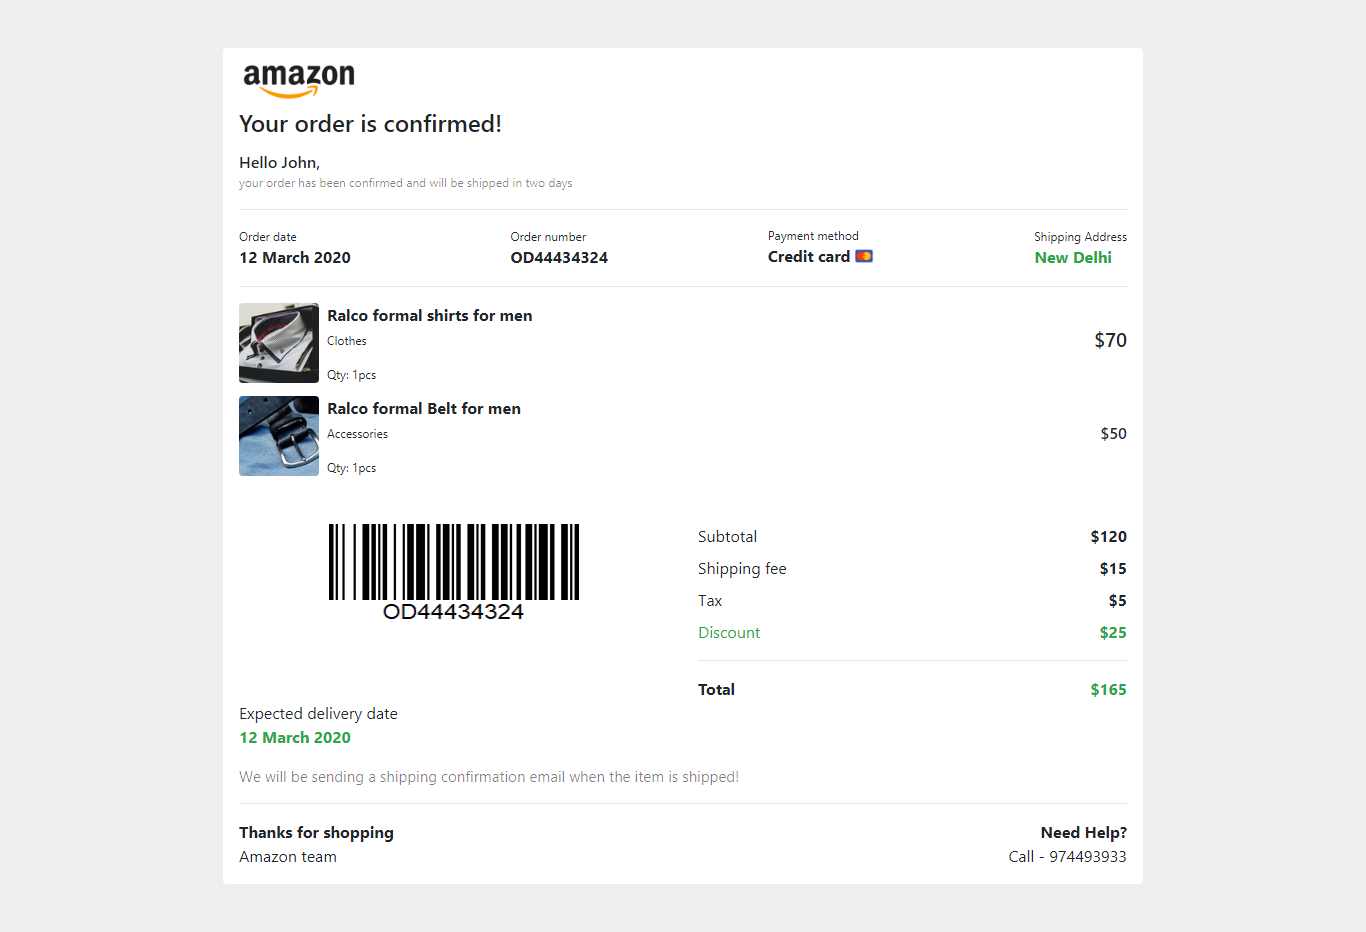 amazon
Your order is confirmed!
Hello John,
your order has been confirmed and will be shipped in two days
Order date Order number Payment method Shipping Address
12 March 2020 OD44434324 Credit card New Delhi
Ralco formal shirts for men
Clothes
$70
Qty: 1pcs
Ralco formal Belt for men
Accessories
$50
Qty: 1pcs
OD44434324
Subtotal $120
Shipping fee $15
Tax $5
Discount $25
Total $165
Expected delivery date
12 March 2020
We will be sending a shipping confirmation email when the item is shipped!
Thanks for shopping Need Help?
Amazon team Call - 974493933